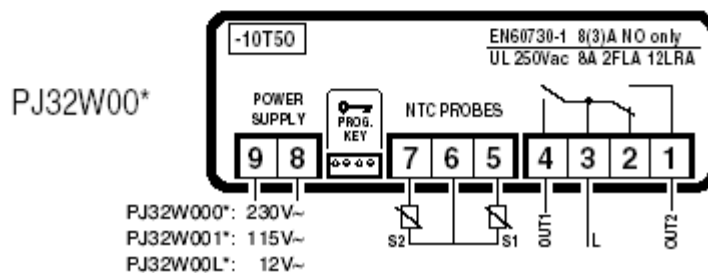 -10T50
EN60730-1 8(3)A NO only
UL 250Vac 8A 2FLA 12LRA
PJ32W00*
POWER SUPPLY
PROG. KEY
NTC PROBES
9 8 7 6 5 4 3 2 1
PJ32W000*: 230V~
PJ32W001*: 115V~
PJ32W00L*: 12V~
S2
S1
OUT1
L
OUT2